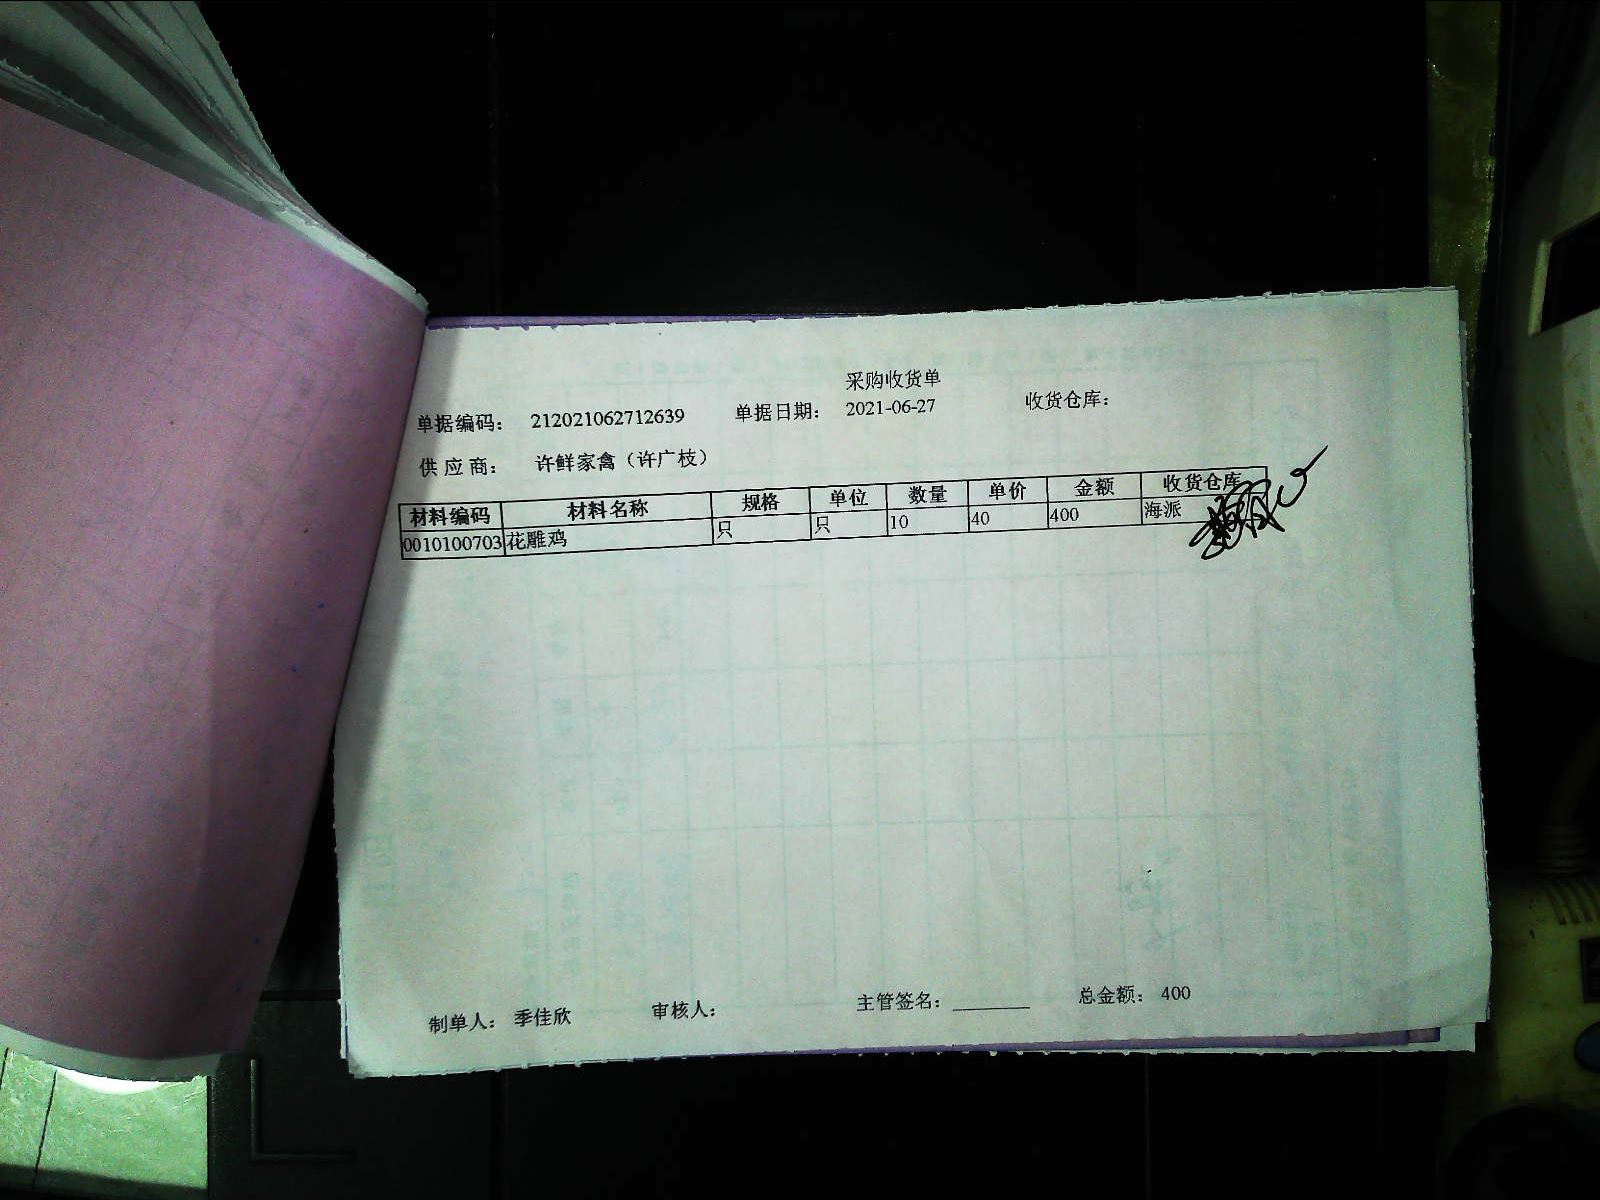 采购收货单
单据编码： 212021062712639 单据日期： 2021-06-27 收货仓库：
供 应 商： 许鲜家禽（许广枝）
材料编码 材料名称 规格 单位 数量 单价 金额 收货仓库
0010100703 花雕鸡 只 只 10 40 400 海派
制单人： 季佳欣 审核人： 主管签名： ________ 总金额： 400